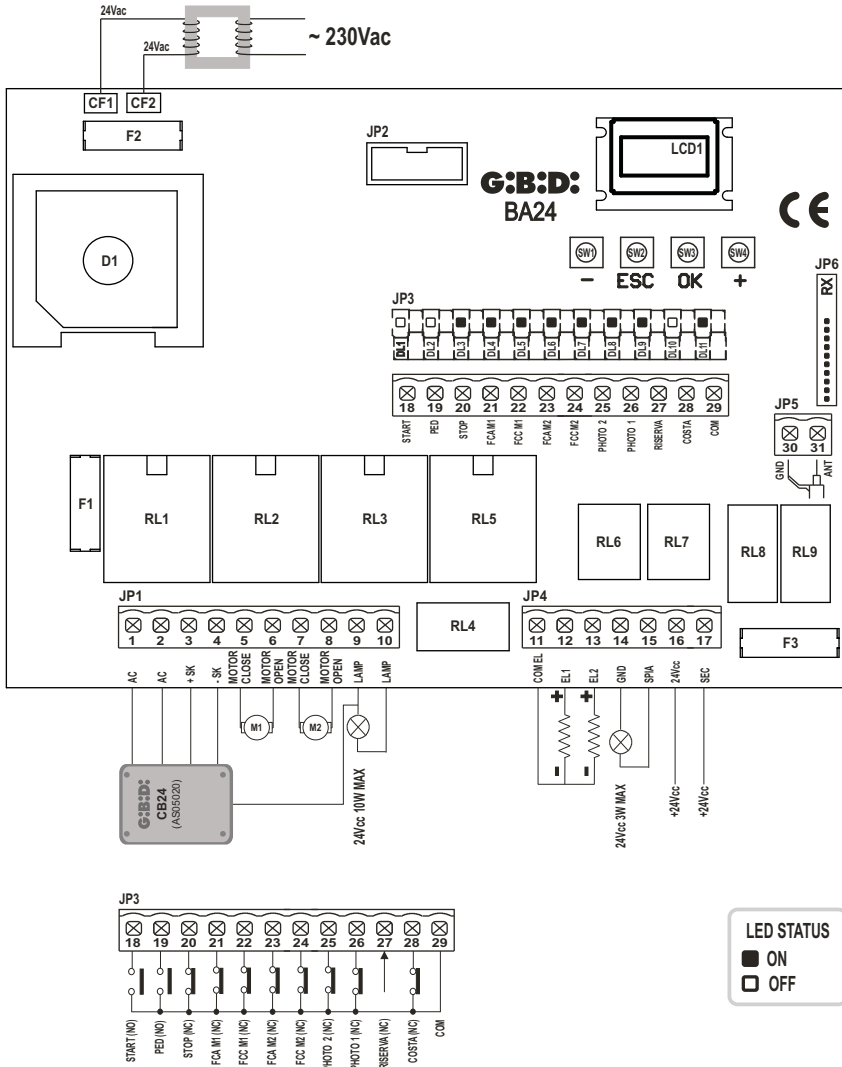 24Vac
24Vac
~ 230Vac
CF1 CF2
F2
JP2
LCD1
G:B:D:
BA24
CE
D1
SW1 SW2 SW3 SW4
- ESC OK +
JP6
RX
JP3
DL1 DL2 DL3 DL4 DL5 DL6 DL7 DL8 DL9 DL10 DL11
18 19 20 21 22 23 24 25 26 27 28 29
START PED STOP FCAM1 FCC M1 FCAM2 FCC M2 PHOTO 2 PHOTO 1 RISERVA COSTA COM
JP5
30 31
GND ANT
F1
RL1 RL2 RL3 RL5
RL6 RL7
RL8 RL9
JP1
1 2 3 4 5 6 7 8 9 10
AC AC + SK - SK MOTOR CLOSE MOTOR OPEN MOTOR CLOSE MOTOR OPEN LAMP LAMP
RL4
JP4
11 12 13 14 15 16 17
COM EL EL1 EL2 GND SPIA 24Vcc SEC
F3
M1 M2
+ +
- -
G:B:D:
CB24
(AS05020)
24Vcc 10W MAX
24Vcc 3W MAX
+24Vcc
+24Vcc
JP3
18 19 20 21 22 23 24 25 26 27 28 29
START (NO) PED (NO) STOP (NC) FCA M1 (NC) FCC M1 (NC) FCA M2 (NC) FCC M2 (NC) PHOTO 2 (NC) PHOTO 1 (NC) RISERVA (NC) COSTA (NC) COM
LED STATUS
ON
OFF